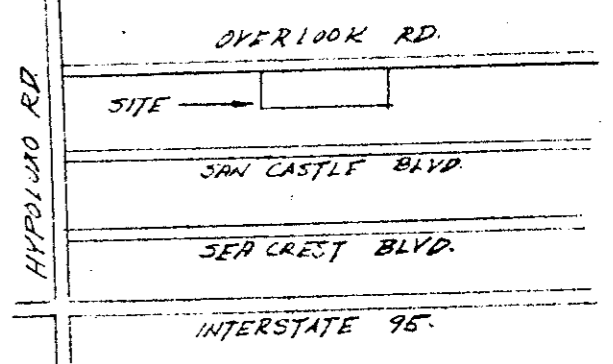 OVERLOOK RD.
HYPOLUXO RD
SITE
SAN CASTLE BLVD.
SEA CREST BLVD.
INTERSTATE 95.